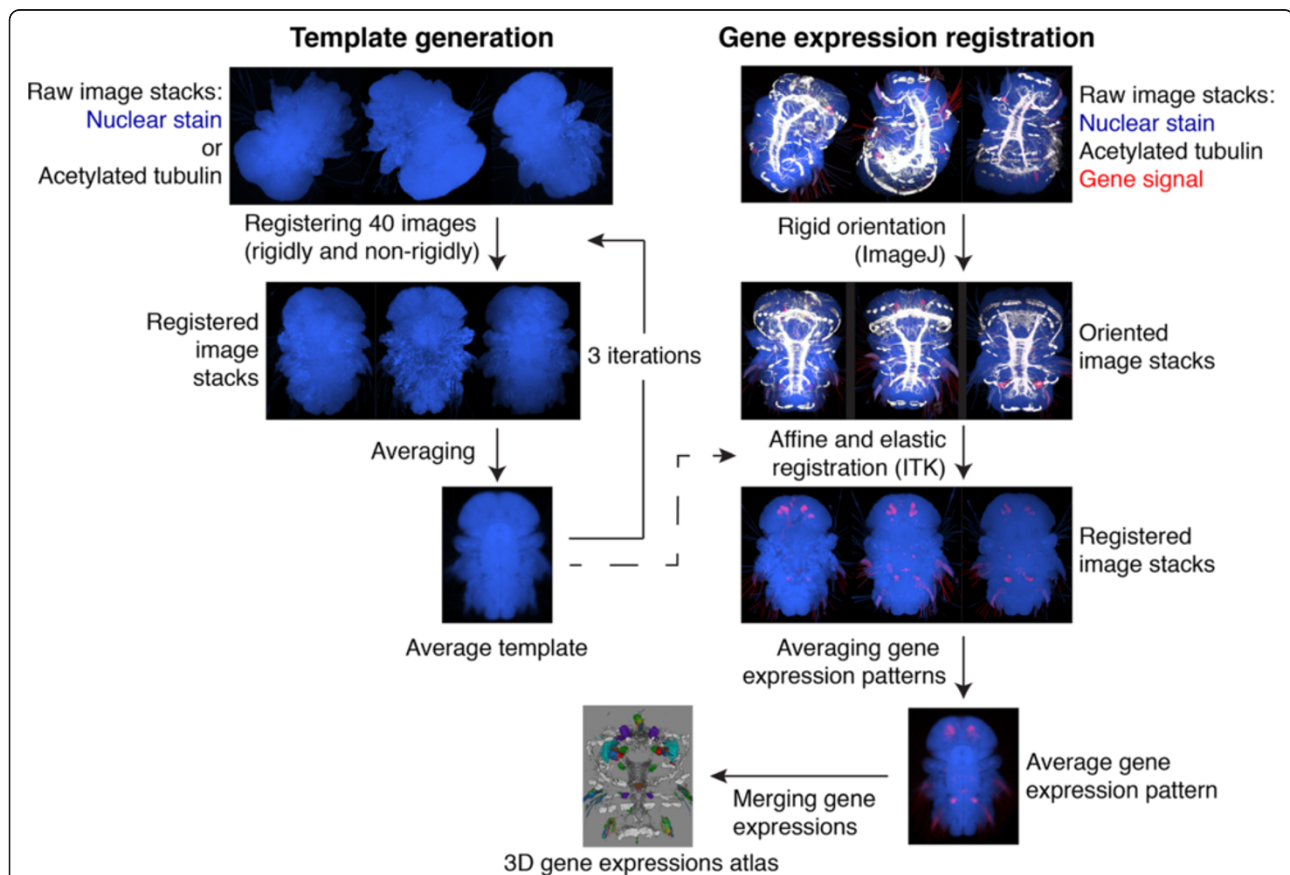 Template generation
Raw image stacks:
Nuclear stain
or
Acetylated tubulin
Registering 40 images
(rigidly and non-rigidly)
Registered
image
stacks
3 iterations
Averaging
Average template
Gene expression registration
Raw image stacks:
Nuclear stain
Acetylated tubulin
Gene signal
Rigid orientation
(ImageJ)
Oriented
image stacks
Affine and elastic
registration (ITK)
Registered
image stacks
Averaging gene
expression patterns
Average gene
expression pattern
Merging gene
expressions
3D gene expressions atlas